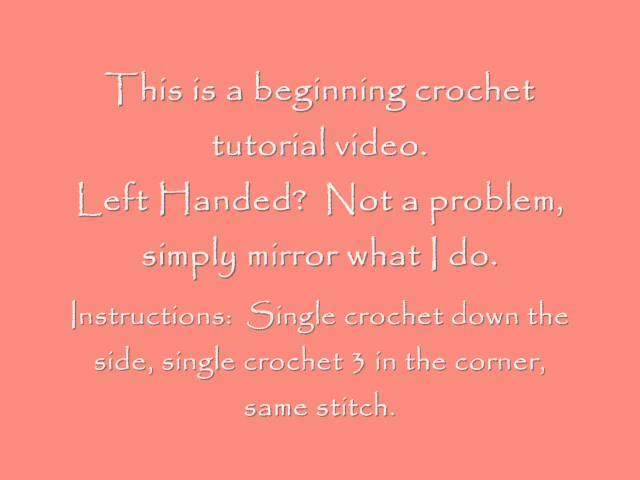 This is a beginning crochet
tutorial video.
Left Handed?  Not a problem,
simply mirror what I do.
Instructions:  Single crochet down the
side, single crochet 3 in the corner,
same stitch.